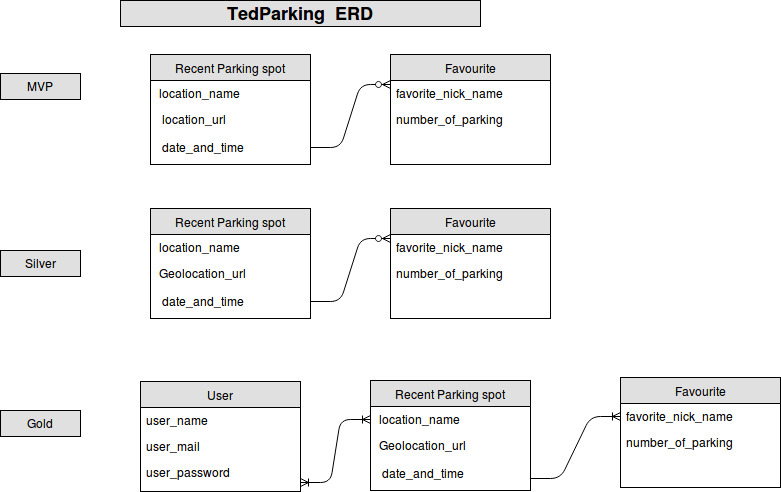 TedParking ERD
MVP
Recent Parking spot
location_name
location_url
date_and_time
Favourite
favorite_nick_name
number_of_parking
Silver
Recent Parking spot
location_name
Geolocation_url
date_and_time
Favourite
favorite_nick_name
number_of_parking
Gold
User
user_name
user_mail
user_password
Recent Parking spot
location_name
Geolocation_url
date_and_time
Favourite
favorite_nick_name
number_of_parking